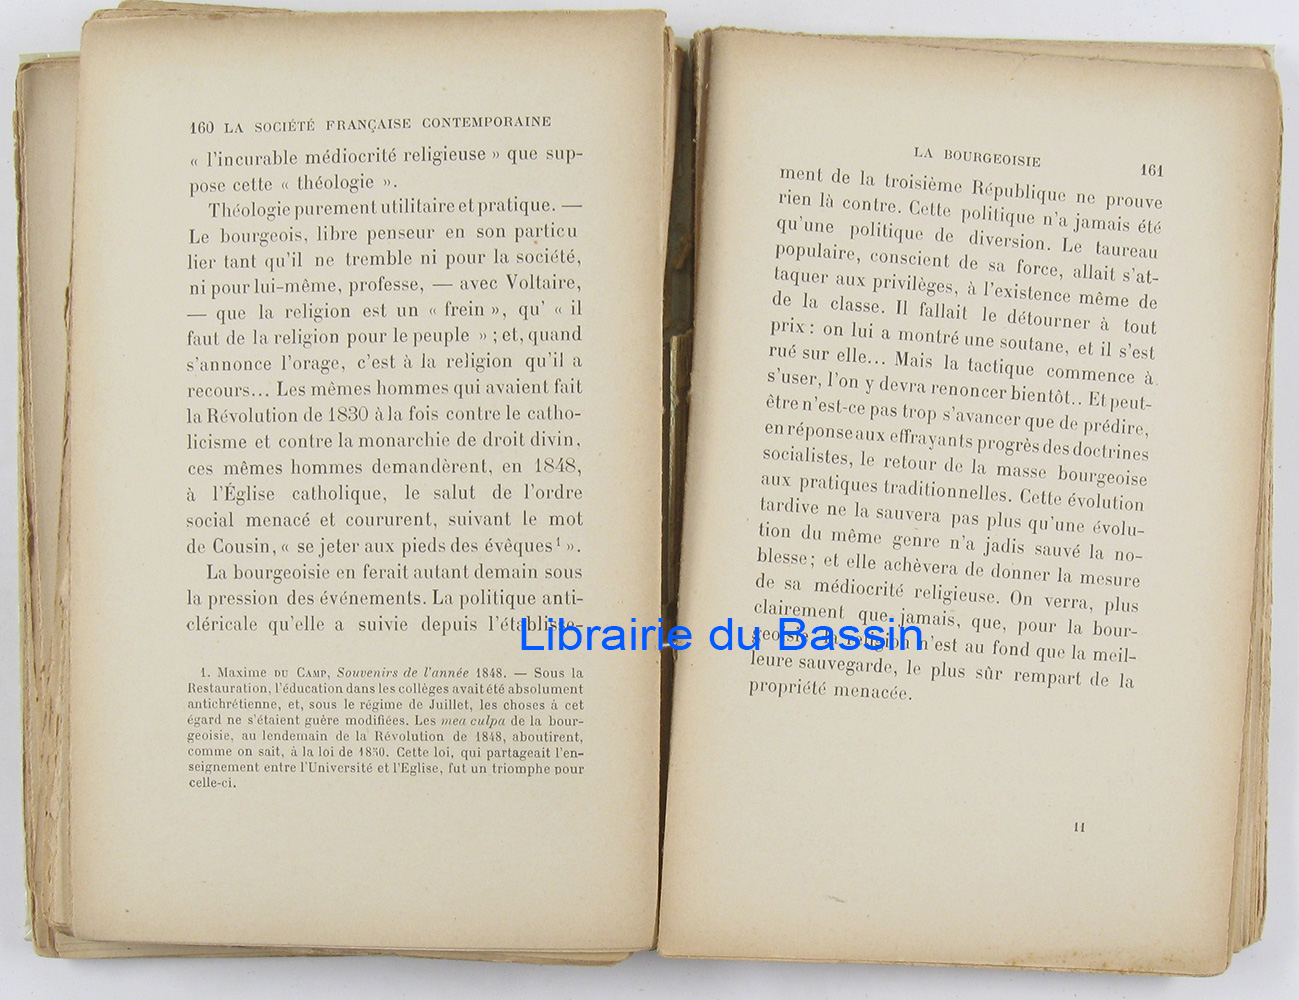 160 LA SOCIÉTÉ FRANÇAISE CONTEMPORAINE
« l'incurable médiocrité religieuse » que sup-
pose cette « théologie ».
Théologie purement utilitaire et pratique. —
Le bourgeois, libre penseur en son particu
lier tant qu'il ne tremble ni pour la société,
ni pour lui-même, professe, — avec Voltaire,
— que la religion est un « frein », qu' « il
faut de la religion pour le peuple » ; et, quand
s'annonce l'orage, c'est à la religion qu'il a
recours... Les mêmes hommes qui avaient fait
la Révolution de 1830 à la fois contre le catho-
licisme et contre la monarchie de droit divin,
ces mêmes hommes demandèrent, en 1848,
à l'Église catholique, le salut de l'ordre
social menacé et coururent, suivant le mot
de Cousin, « se jeter aux pieds des évêques¹ ».
La bourgeoisie en ferait autant demain sous
la pression des événements. La politique anti-
cléricale qu'elle a suivie depuis l'établisse-
1. MAXIME DU CAMP, Souvenirs de l'année 1848. — Sous la
Restauration, l'éducation dans les collèges avait été absolument
antichrétienne, et, sous le régime de Juillet, les choses à cet
égard ne s'étaient guère modifiées. Les mea culpa de la bour-
geoisie, au lendemain de la Révolution de 1848, aboutirent,
comme on sait, à la loi de 1850. Cette loi, qui partageait l'en-
seignement entre l'Université et l'Eglise, fut un triomphe pour
celle-ci.
LA BOURGEOISIE 161
ment de la troisième République ne prouve
rien là contre. Cette politique n'a jamais été
qu'une politique de diversion. Le taureau
populaire, conscient de sa force, allait s'at-
taquer aux privilèges, à l'existence même de
de la classe. Il fallait le détourner à tout
prix : on lui a montré une soutane, et il s'est
rué sur elle... Mais la tactique commence à
s'user, l'on y devra renoncer bientôt.. Et peut-
être n'est-ce pas trop s'avancer que de prédire,
en réponse aux effrayants progrès des doctrines
socialistes, le retour de la masse bourgeoise
aux pratiques traditionnelles. Cette évolution
tardive ne la sauvera pas plus qu'une évolu-
tion du même genre n'a jadis sauvé la no-
blesse ; et elle achèvera de donner la mesure
de sa médiocrité religieuse. On verra, plus
clairement que jamais, que, pour la bour-
geoisie, la religion n'est au fond que la meil-
leure sauvegarde, le plus sûr rempart de la
propriété menacée.
11
Librairie du Bassin